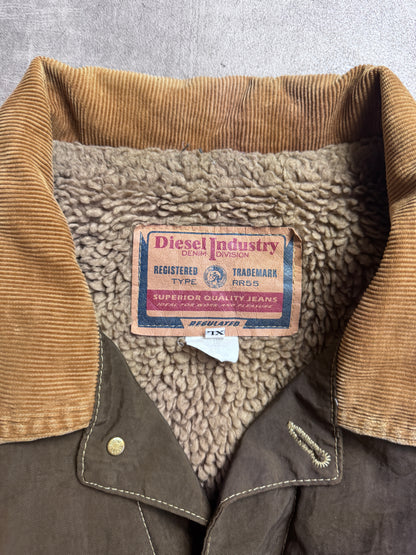 Diesel Industry
DENIM DIVISION
REGISTERED TRADEMARK
TYPE RR55
SUPERIOR QUALITY JEANS
IDEAL FOR WORK AND PLEASURE
REGULATED
XL